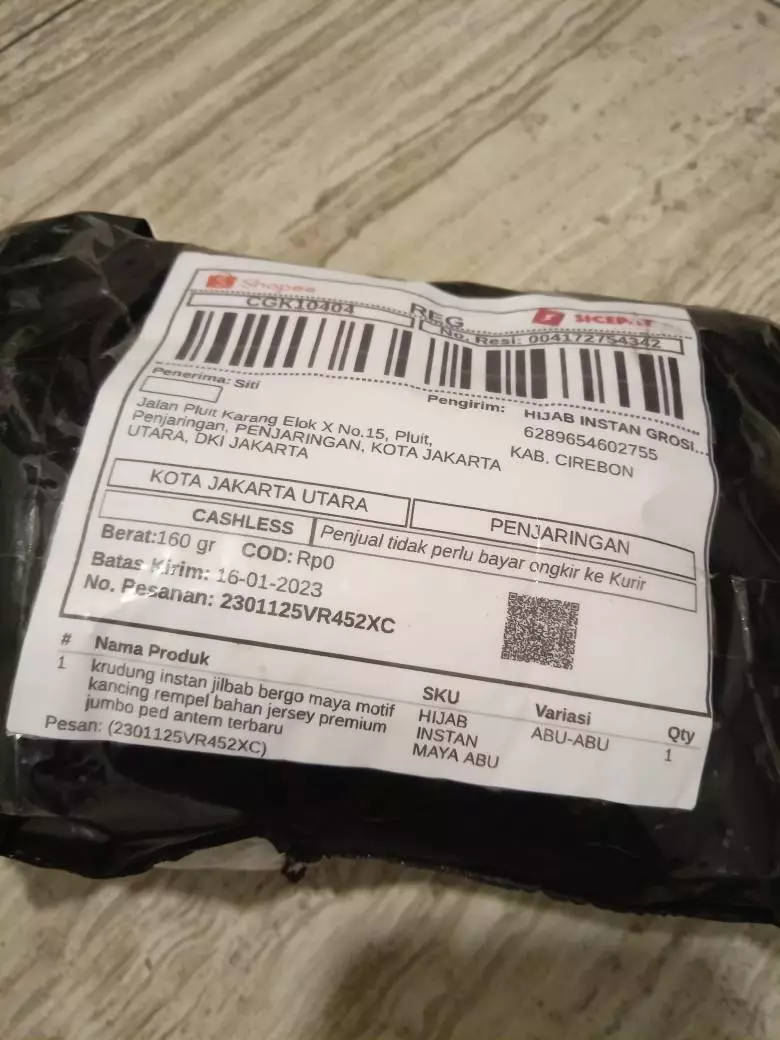 Shopee
REG
SICEPAT
CGK10404
No. Resi: 004172754342
Penerima: Siti
Jalan Pluit Karang Elok X No.15, Pluit,
Penjaringan, PENJARINGAN, KOTA JAKARTA
UTARA, DKI JAKARTA
Pengirim: HIJAB INSTAN GROSI...
6289654602755
KAB. CIREBON
KOTA JAKARTA UTARA
PENJARINGAN
CASHLESS
Penjual tidak perlu bayar ongkir ke Kurir
Berat:160 gr COD: Rp0
Batas Kirim: 16-01-2023
No. Pesanan: 2301125VR452XC
# Nama Produk SKU Variasi Qty
1 krudung instan jilbab bergo maya motif HIJAB ABU-ABU 1
kancing rempel bahan jersey premium INSTAN
jumbo ped antem terbaru MAYA ABU
Pesan: (2301125VR452XC)